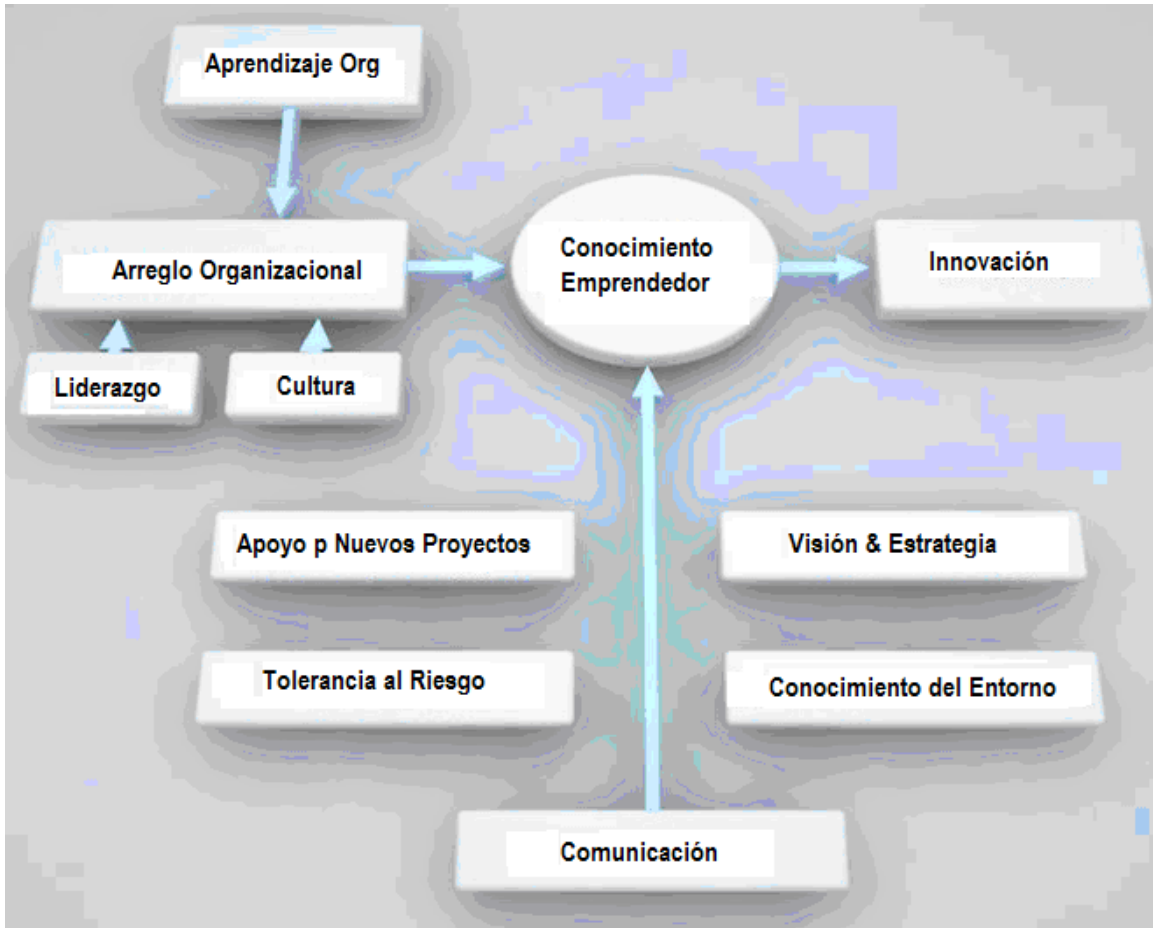 Aprendizaje Org
Arreglo Organizacional
Conocimiento
Emprendedor
Innovación
Liderazgo
Cultura
Apoyo p Nuevos Proyectos
Visión & Estrategia
Tolerancia al Riesgo
Conocimiento del Entorno
Comunicación